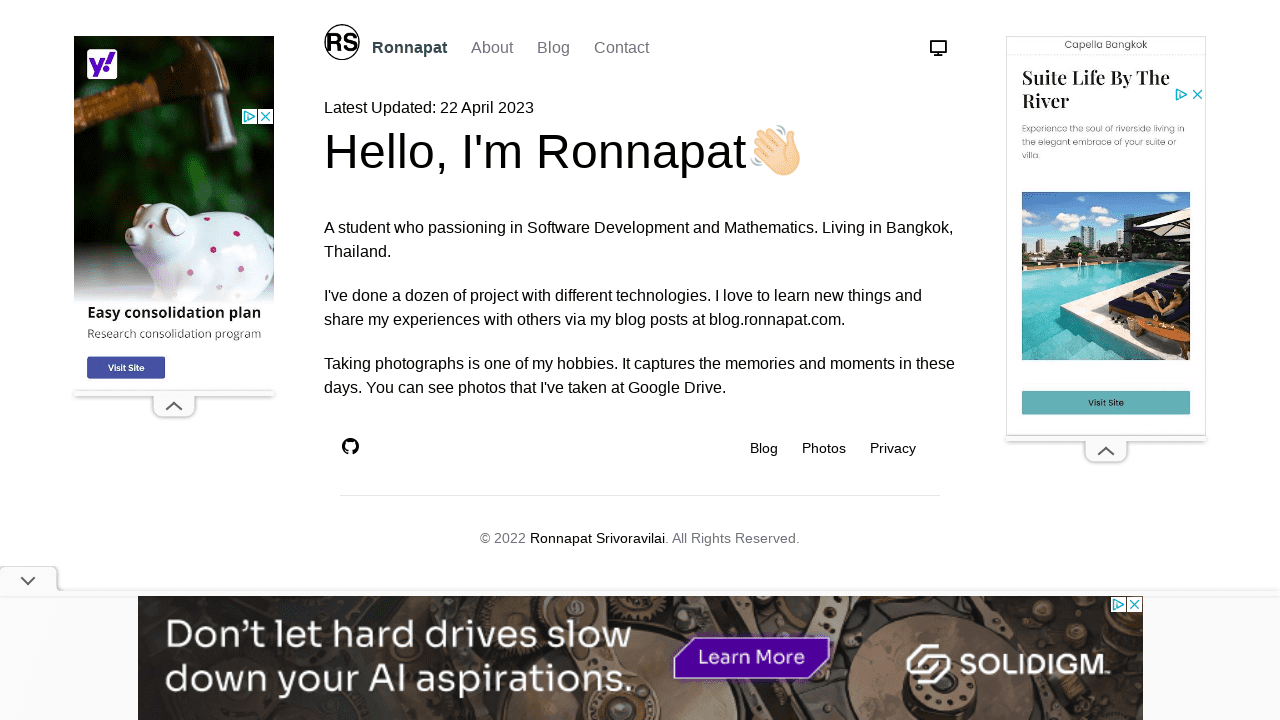 RS
Ronnapat
About
Blog
Contact
Latest Updated: 22 April 2023
Hello, I'm Ronnapat👋🏻
A student who passioning in Software Development and Mathematics. Living in Bangkok,
Thailand.
I've done a dozen of project with different technologies. I love to learn new things and
share my experiences with others via my blog posts at blog.ronnapat.com.
Taking photographs is one of my hobbies. It captures the memories and moments in these
days. You can see photos that I've taken at Google Drive.
Blog
Photos
Privacy
© 2022 Ronnapat Srivoravilai. All Rights Reserved.
y!
Easy consolidation plan
Research consolidation program
Visit Site
Capella Bangkok
Suite Life By The
River
Experience the soul of riverside living in
the elegant embrace of your suite or
villa.
Visit Site
Don't let hard drives slow
down your AI aspirations.
Learn More
SOLIDIGM